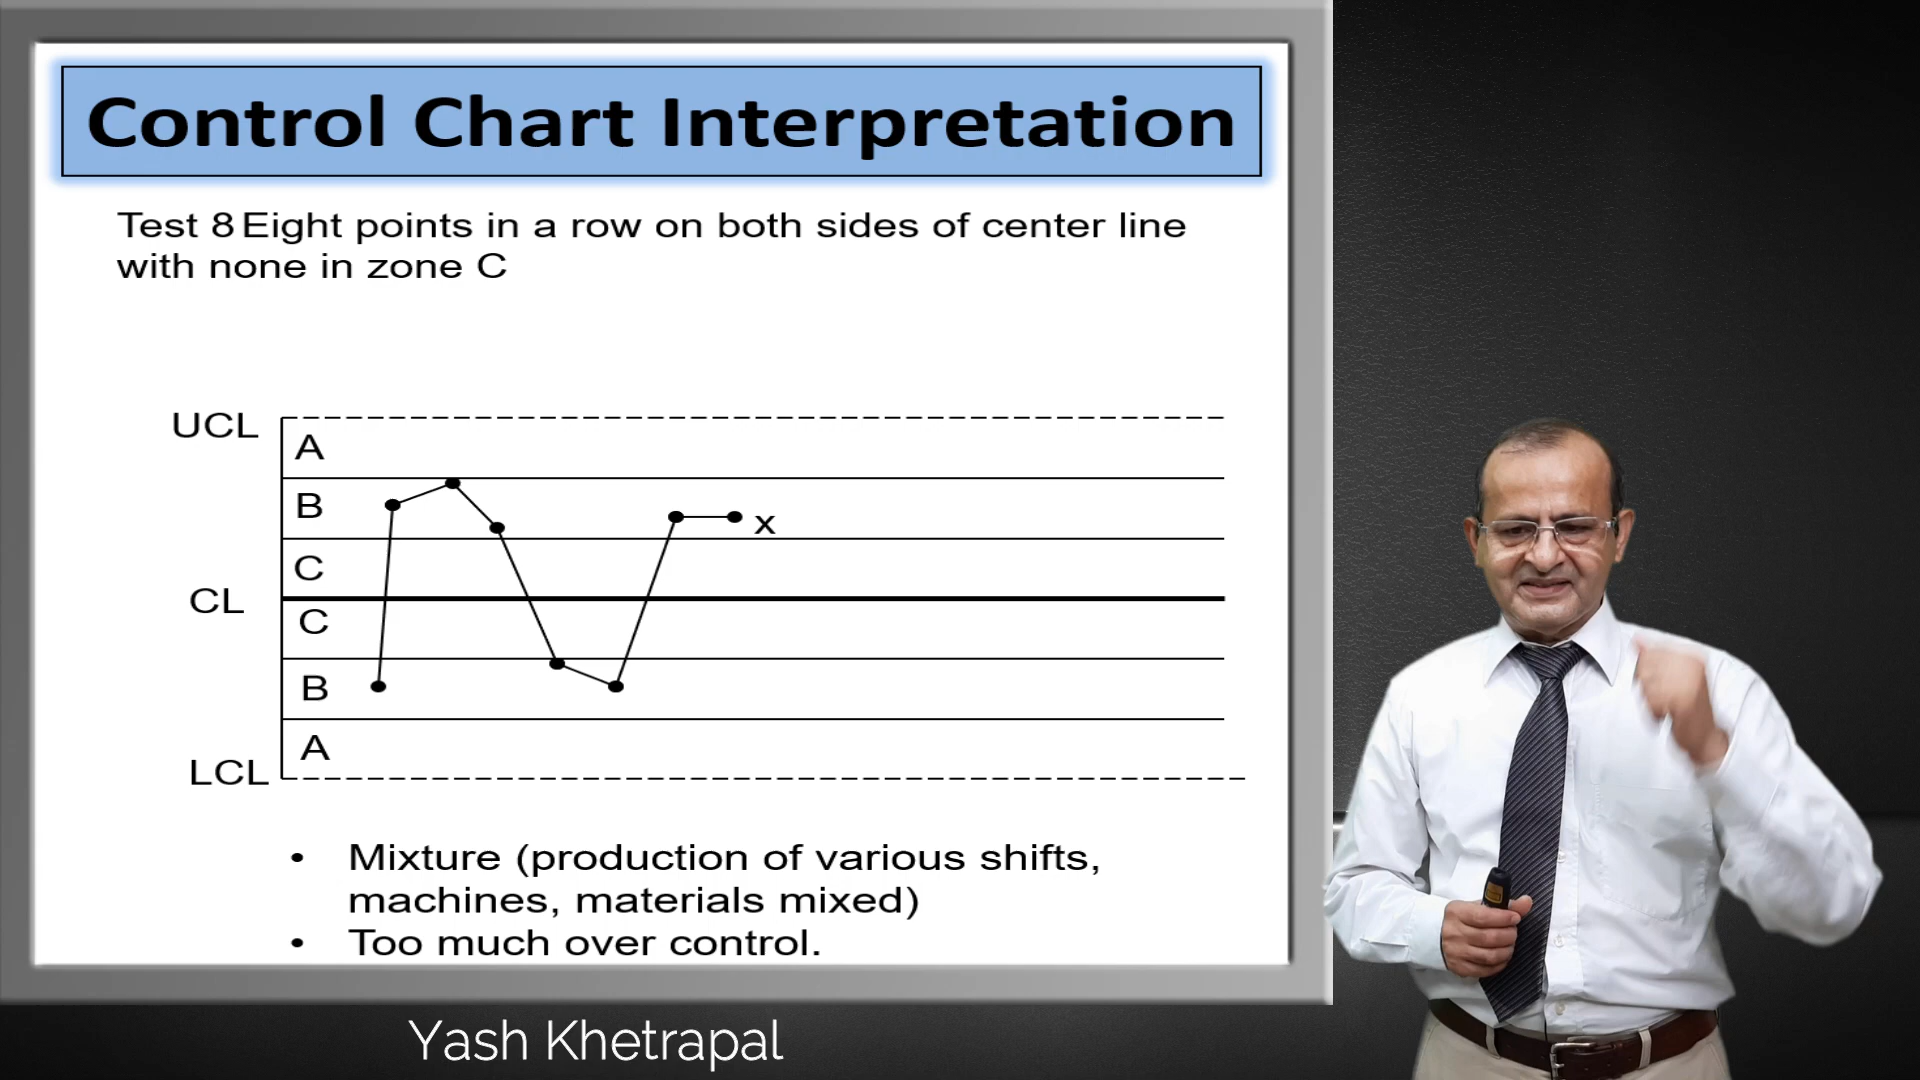 Control Chart Interpretation
Test 8 Eight points in a row on both sides of center line
with none in zone C
UCL
A
B
x
C
CL
C
B
A
LCL
• Mixture (production of various shifts,
machines, materials mixed)
• Too much over control.
Yash Khetrapal